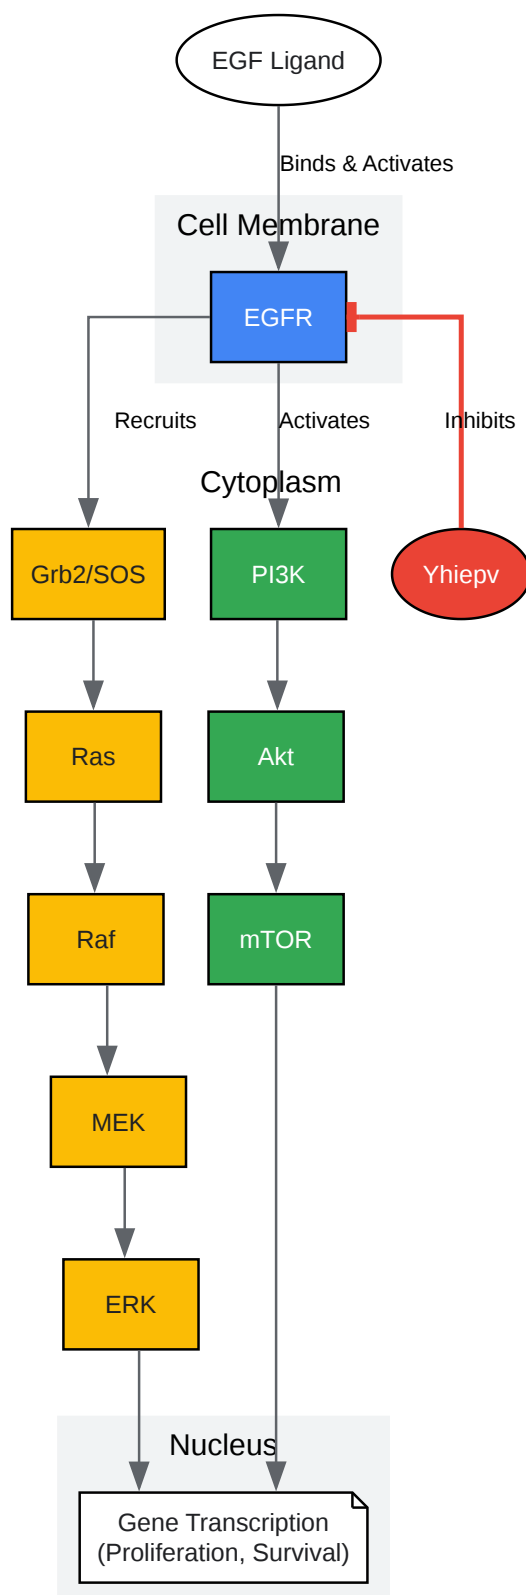 EGF Ligand
Binds & Activates
Cell Membrane
EGFR
Recruits
Activates
Inhibits
Cytoplasm
Grb2/SOS
PI3K
Yhiepv
Ras
Akt
Raf
mTOR
MEK
ERK
Nucleus
Gene Transcription
(Proliferation, Survival)